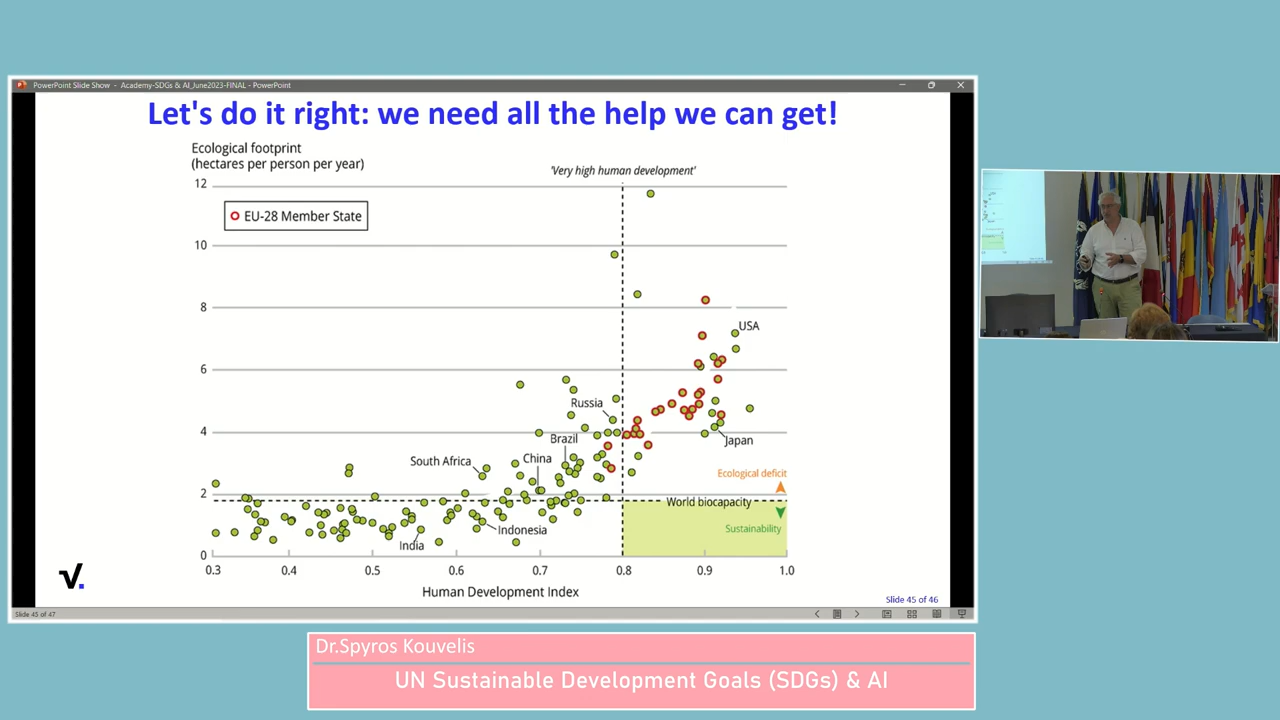 PowerPoint Slide Show - Academy-SDGs & AI_June2023-FINAL - PowerPoint
Let's do it right: we need all the help we can get!
Ecological footprint
(hectares per person per year)
'Very high human development'
12
EU-28 Member State
10
8
USA
6
Russia
4
Brazil
Japan
South Africa
China
Ecological deficit
2
World biocapacity
Sustainability
Indonesia
India
0
0.3 0.4 0.5 0.6 0.7 0.8 0.9 1.0
Human Development Index
√.
Slide 45 of 46
Slide 45 of 47
Dr.Spyros Kouvelis
UN Sustainable Development Goals (SDGs) & AI